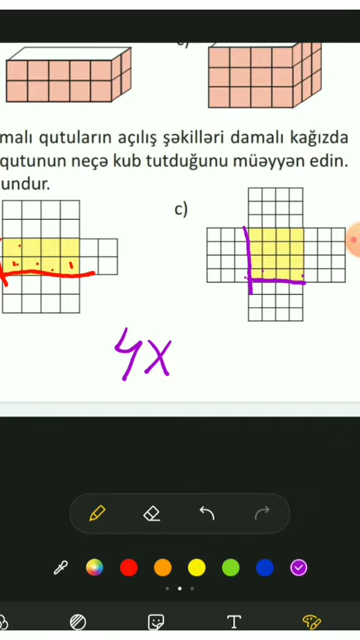 malı qutuların açılış şəkilləri damalı kağızda
qutunun neçə kub tutduğunu müəyyən edin.
undur.
c)
4x
T